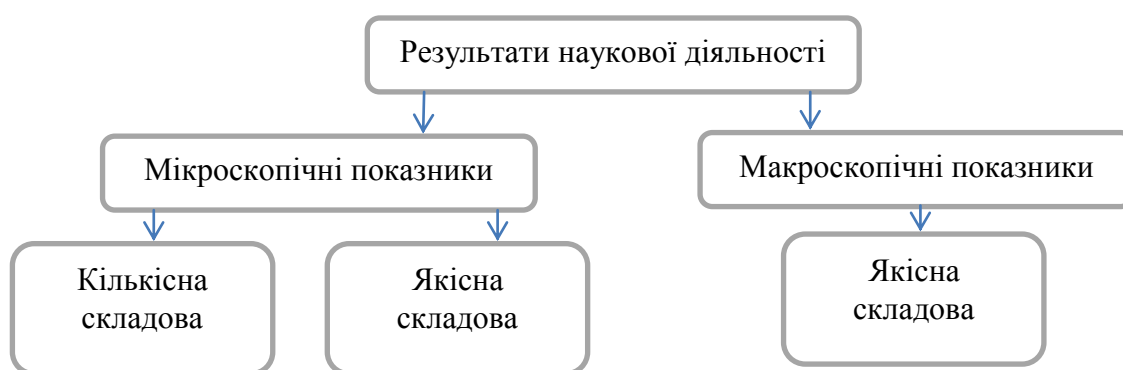 Результати наукової діяльності
Мікроскопічні показники
Макроскопічні показники
Кількісна
складова
Якісна
складова
Якісна
складова